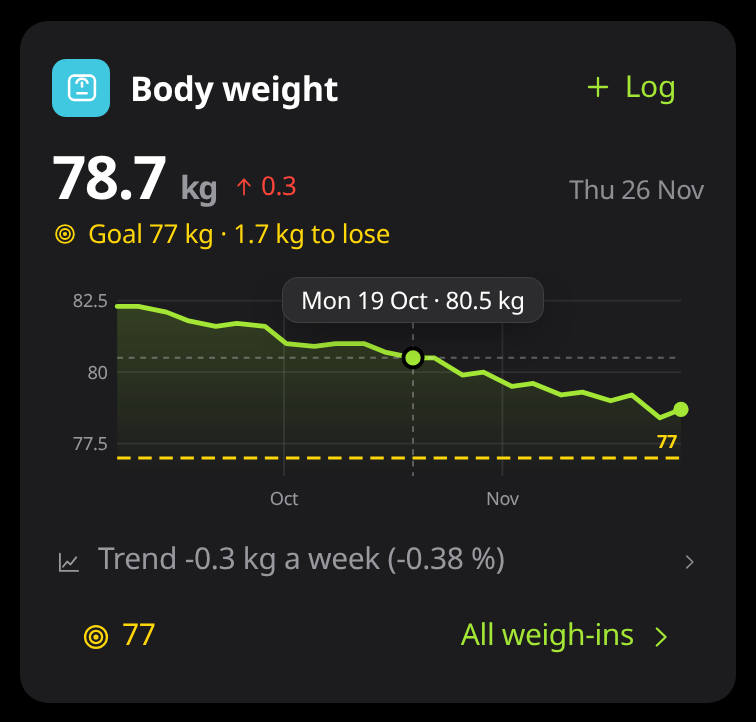 Body weight
+ Log
78.7 kg ↑ 0.3
Thu 26 Nov
Goal 77 kg · 1.7 kg to lose
Mon 19 Oct · 80.5 kg
82.5
80
77.5
77
Oct
Nov
Trend -0.3 kg a week (-0.38 %)
77
All weigh-ins